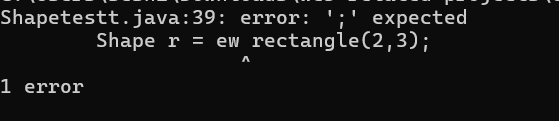 Shapetestt.java:39: error: ';' expected
        Shape r = ew rectangle(2,3);
                    ^
1 error